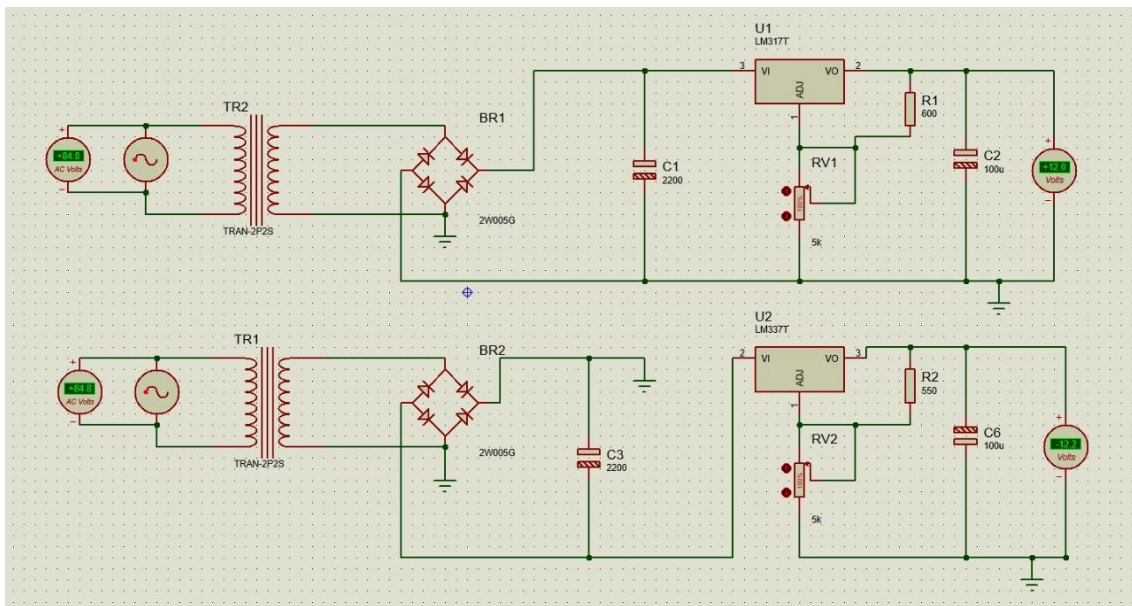 U1
LM317T
TR2
BR1
3
VI
VO
2
ADJ
1
R1
600
+
+84.8
AC Volts
−
C1
2200
RV1
100%
5k
C2
100u
+
+12.0
Volts
−
TRAN-2P2S
2W005G
TR1
BR2
U2
LM337T
2
VI
VO
3
ADJ
1
R2
550
+
+84.8
AC Volts
−
C3
2200
RV2
100%
5k
C6
100u
+
-12.2
Volts
−
TRAN-2P2S
2W005G